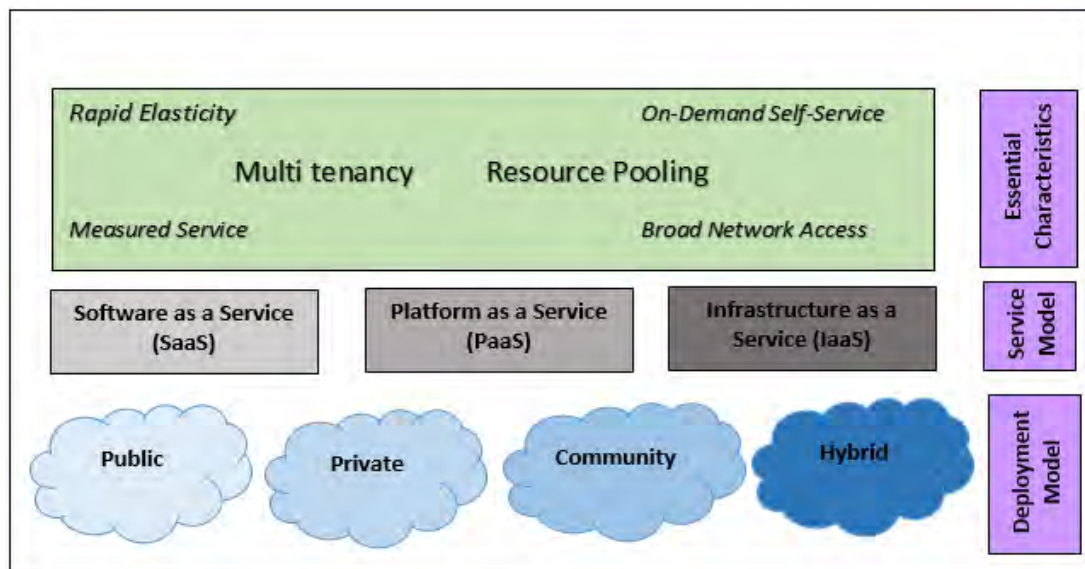 Rapid Elasticity
On-Demand Self-Service
Multi tenancy
Resource Pooling
Measured Service
Broad Network Access
Essential
Characteristics
Software as a Service
(SaaS)
Platform as a Service
(PaaS)
Infrastructure as a
Service (IaaS)
Service
Model
Public
Private
Community
Hybrid
Deployment
Model